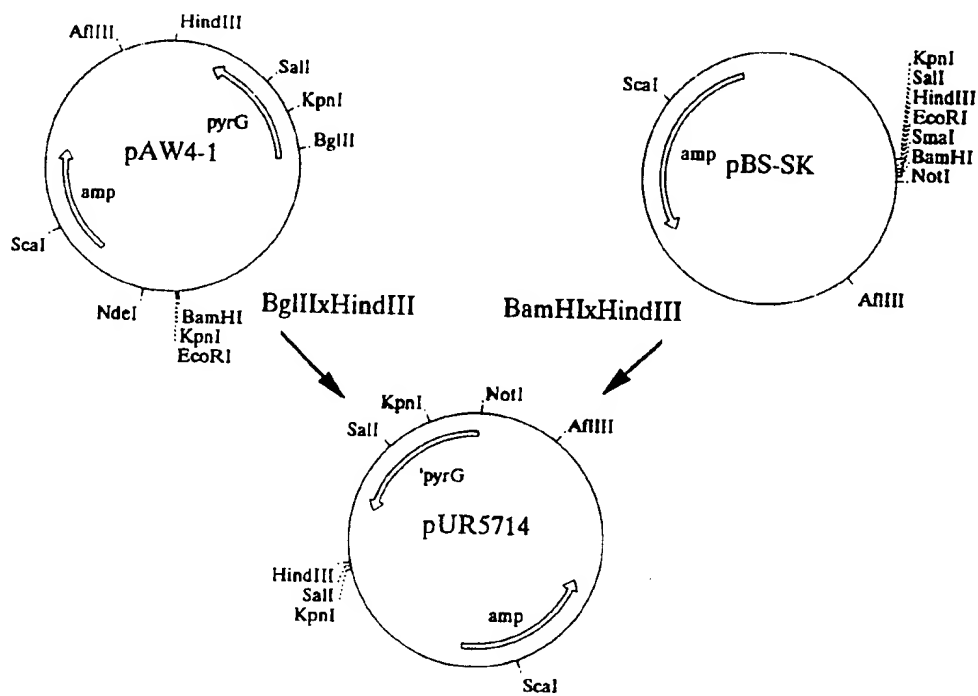 AflIII
HindIII
SalI
KpnI
BglII
pyrG
pAW4-1
amp
ScaI
NdeI
BamHI
KpnI
EcoRI
ScaI
amp
pBS-SK
KpnI
SalI
HindIII
EcoRI
SmaI
BamHI
NotI
AflIII
BglIIxHindIII
BamHIxHindIII
KpnI
NotI
SalI
AflIII
'pyrG
pUR5714
HindIII
SalI
KpnI
amp
ScaI